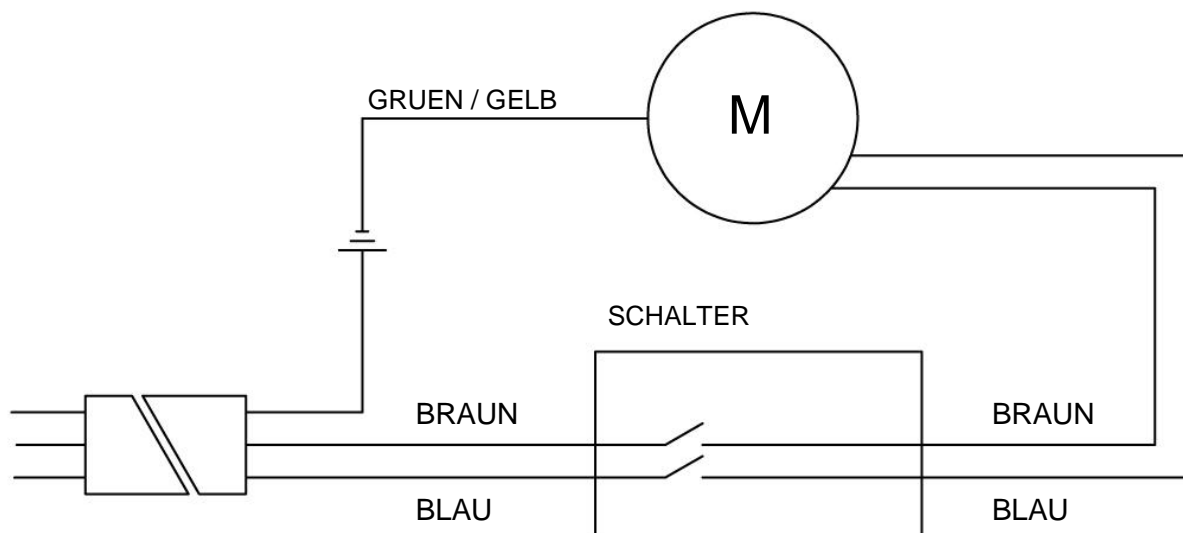 GRUEN / GELB
M
SCHALTER
BRAUN
BRAUN
BLAU
BLAU